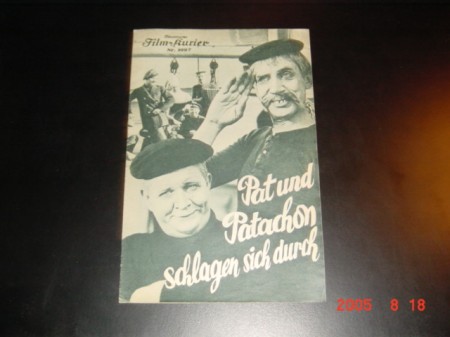 Film-Kurier
Pat und
Patachon
schlagen sich durch
2005 8 18